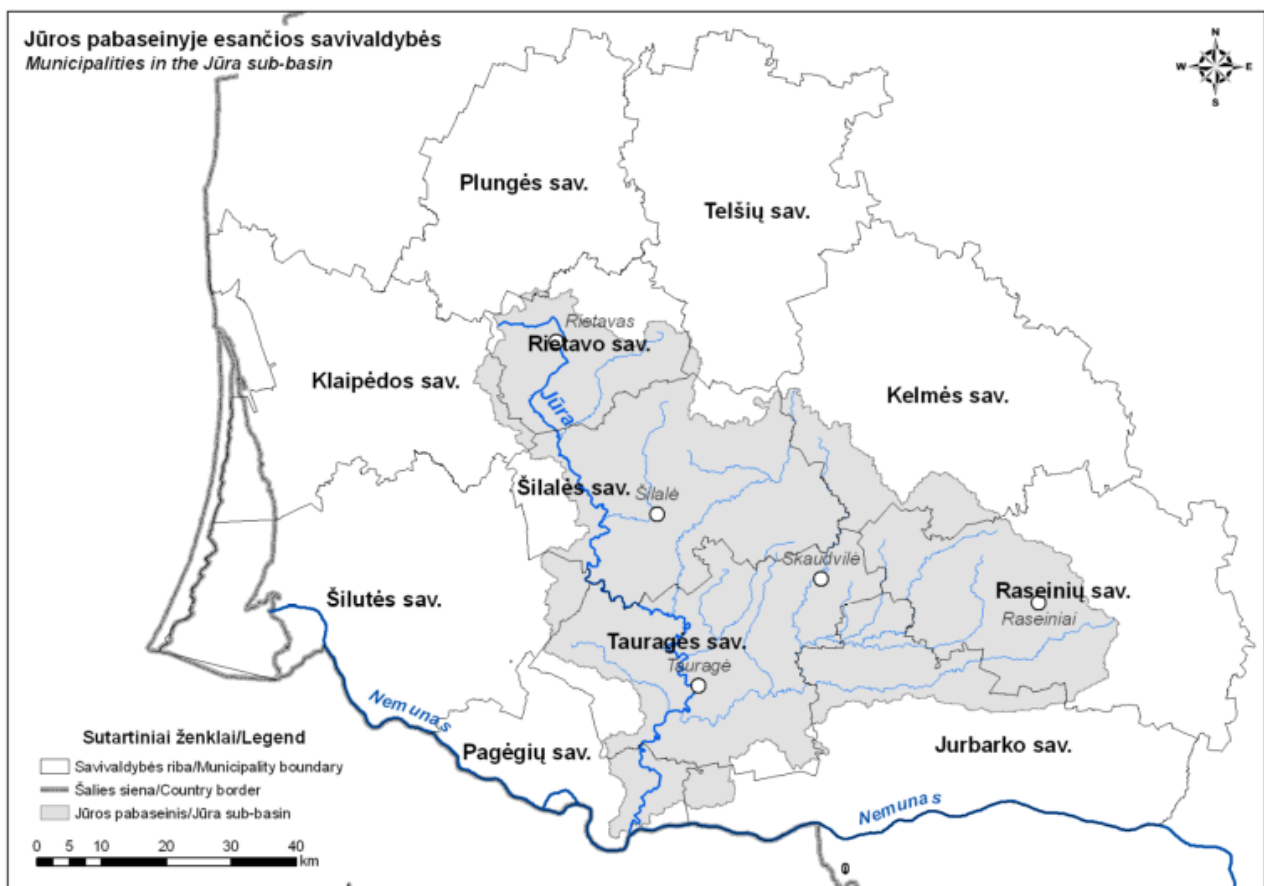 Jūros pabaseinyje esančios savivaldybės
Municipalities in the Jūra sub-basin
N
W
E
S
Plungės sav.
Telšių sav.
Rietavas
Rietavo sav.
Klaipėdos sav.
Kelmės sav.
Jūra
Šilalės sav.
Šilalė
Skaudvilė
Raseinių sav.
Raseiniai
Šilutės sav.
Tauragės sav.
Tauragė
Nemunas
Pagėgių sav.
Jurbarko sav.
Nemunas
Sutartiniai ženklai/Legend
Savivaldybės riba/Municipality boundary
Šalies siena/Country border
Jūros pabaseinis/Jūra sub-basin
0 5 10 20 30 40
km